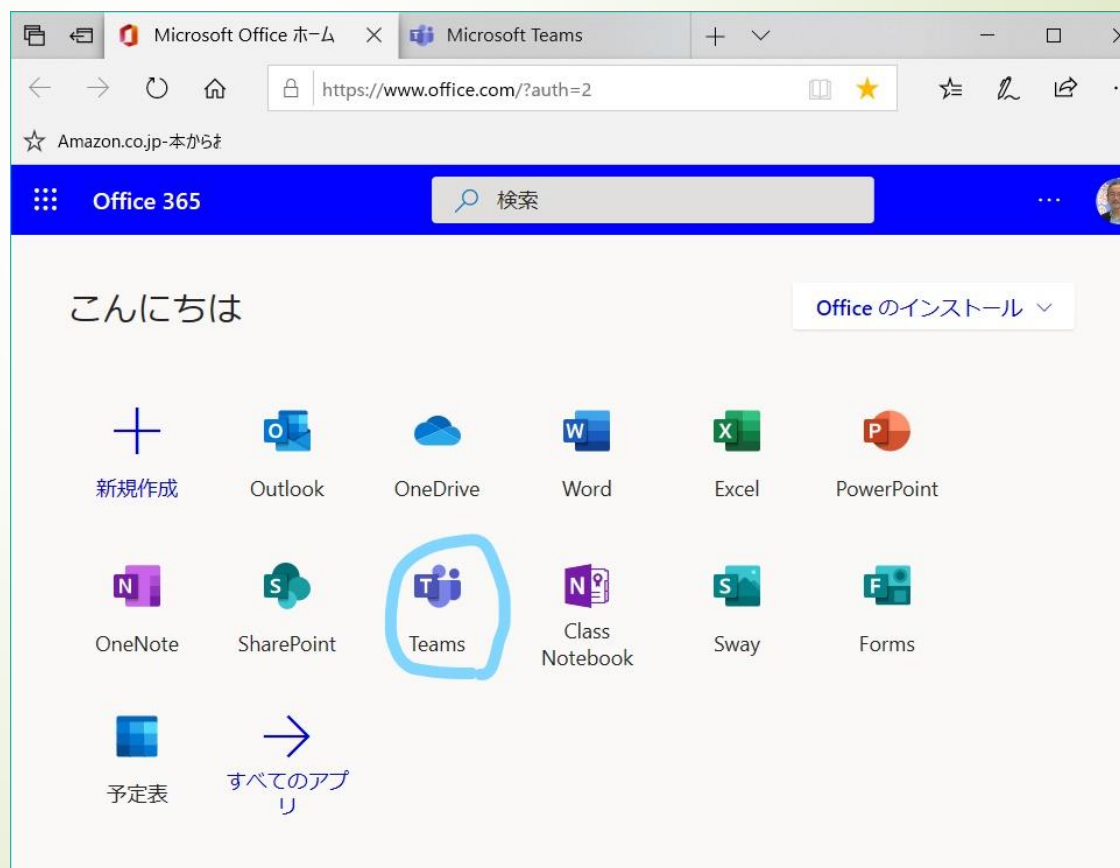 Microsoft Office ホーム
Microsoft Teams
https://www.office.com/?auth=2
Amazon.co.jp-本からお
Office 365
検索
こんにちは
Office のインストール
新規作成
Outlook
OneDrive
Word
Excel
PowerPoint
OneNote
SharePoint
Teams
Class
Notebook
Sway
Forms
予定表
すべてのアプ
リ